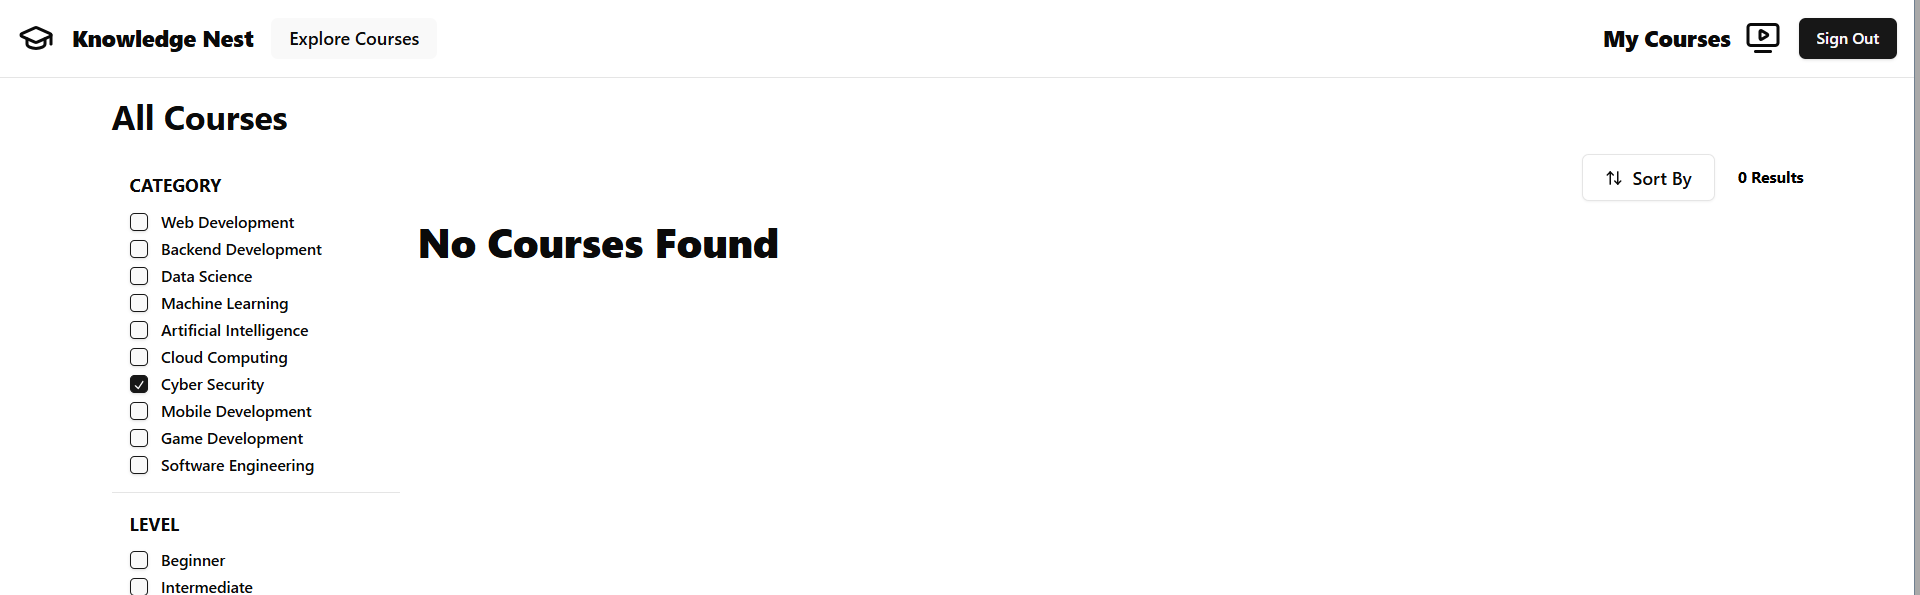 Knowledge Nest
Explore Courses
My Courses
Sign Out
All Courses
Sort By
0 Results
CATEGORY
Web Development
Backend Development
Data Science
Machine Learning
Artificial Intelligence
Cloud Computing
Cyber Security
Mobile Development
Game Development
Software Engineering
LEVEL
Beginner
Intermediate
No Courses Found